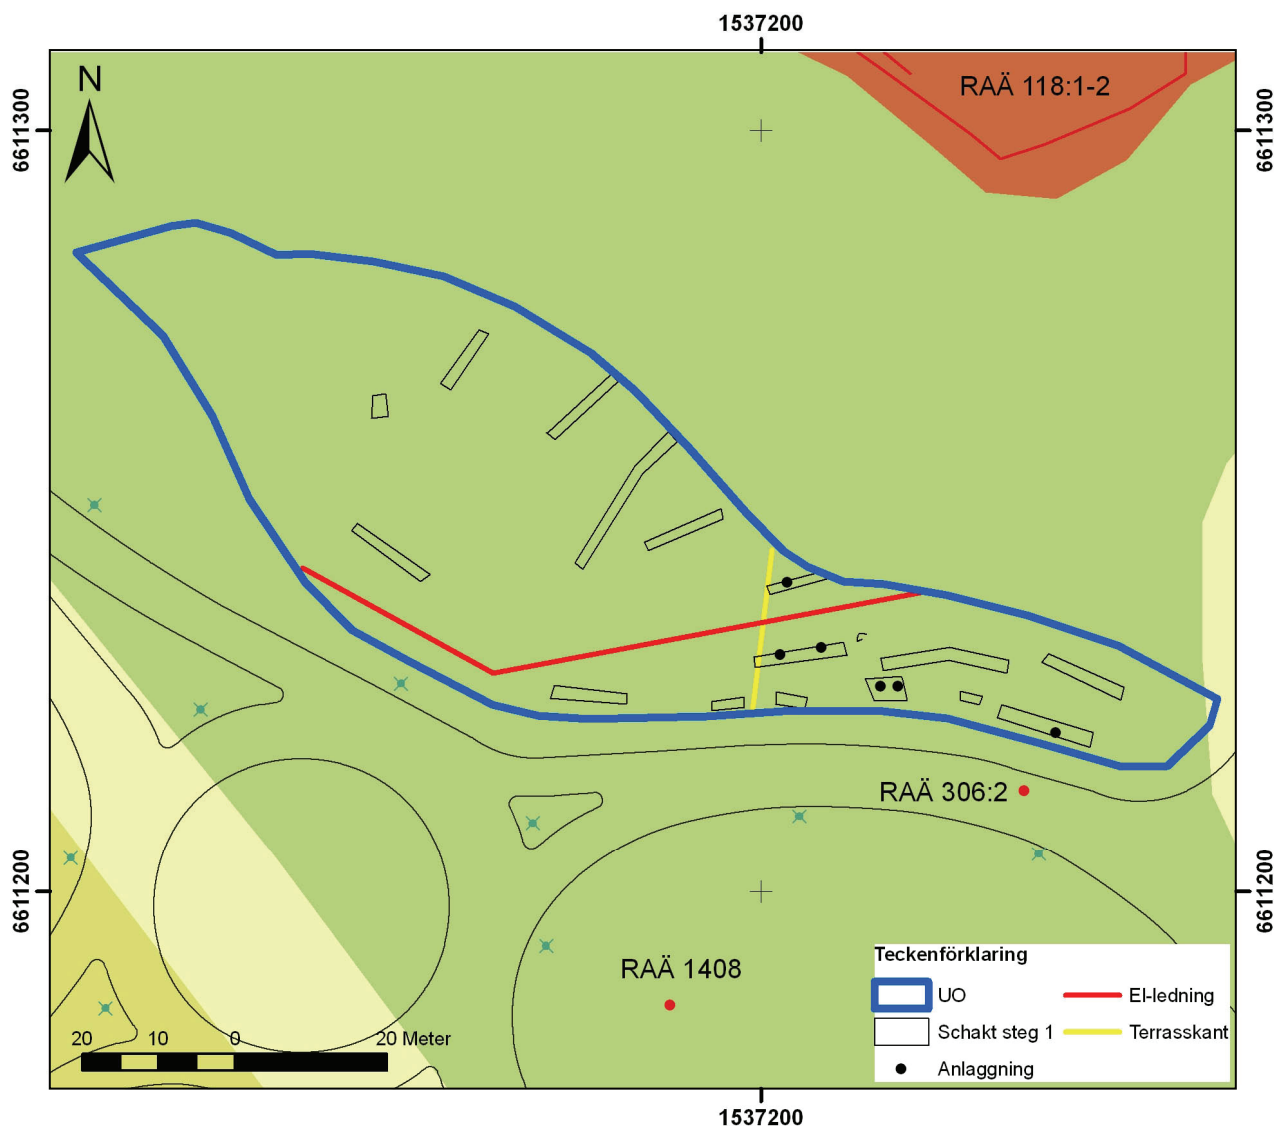 1537200
N
RAÄ 118:1-2
6611300
6611300
RAÄ 306:2
6611200
6611200
RAÄ 1408
Teckenförklaring
UO
El-ledning
Schakt steg 1
Terrasskant
Anlaggning
20 10 0 20 Meter
1537200